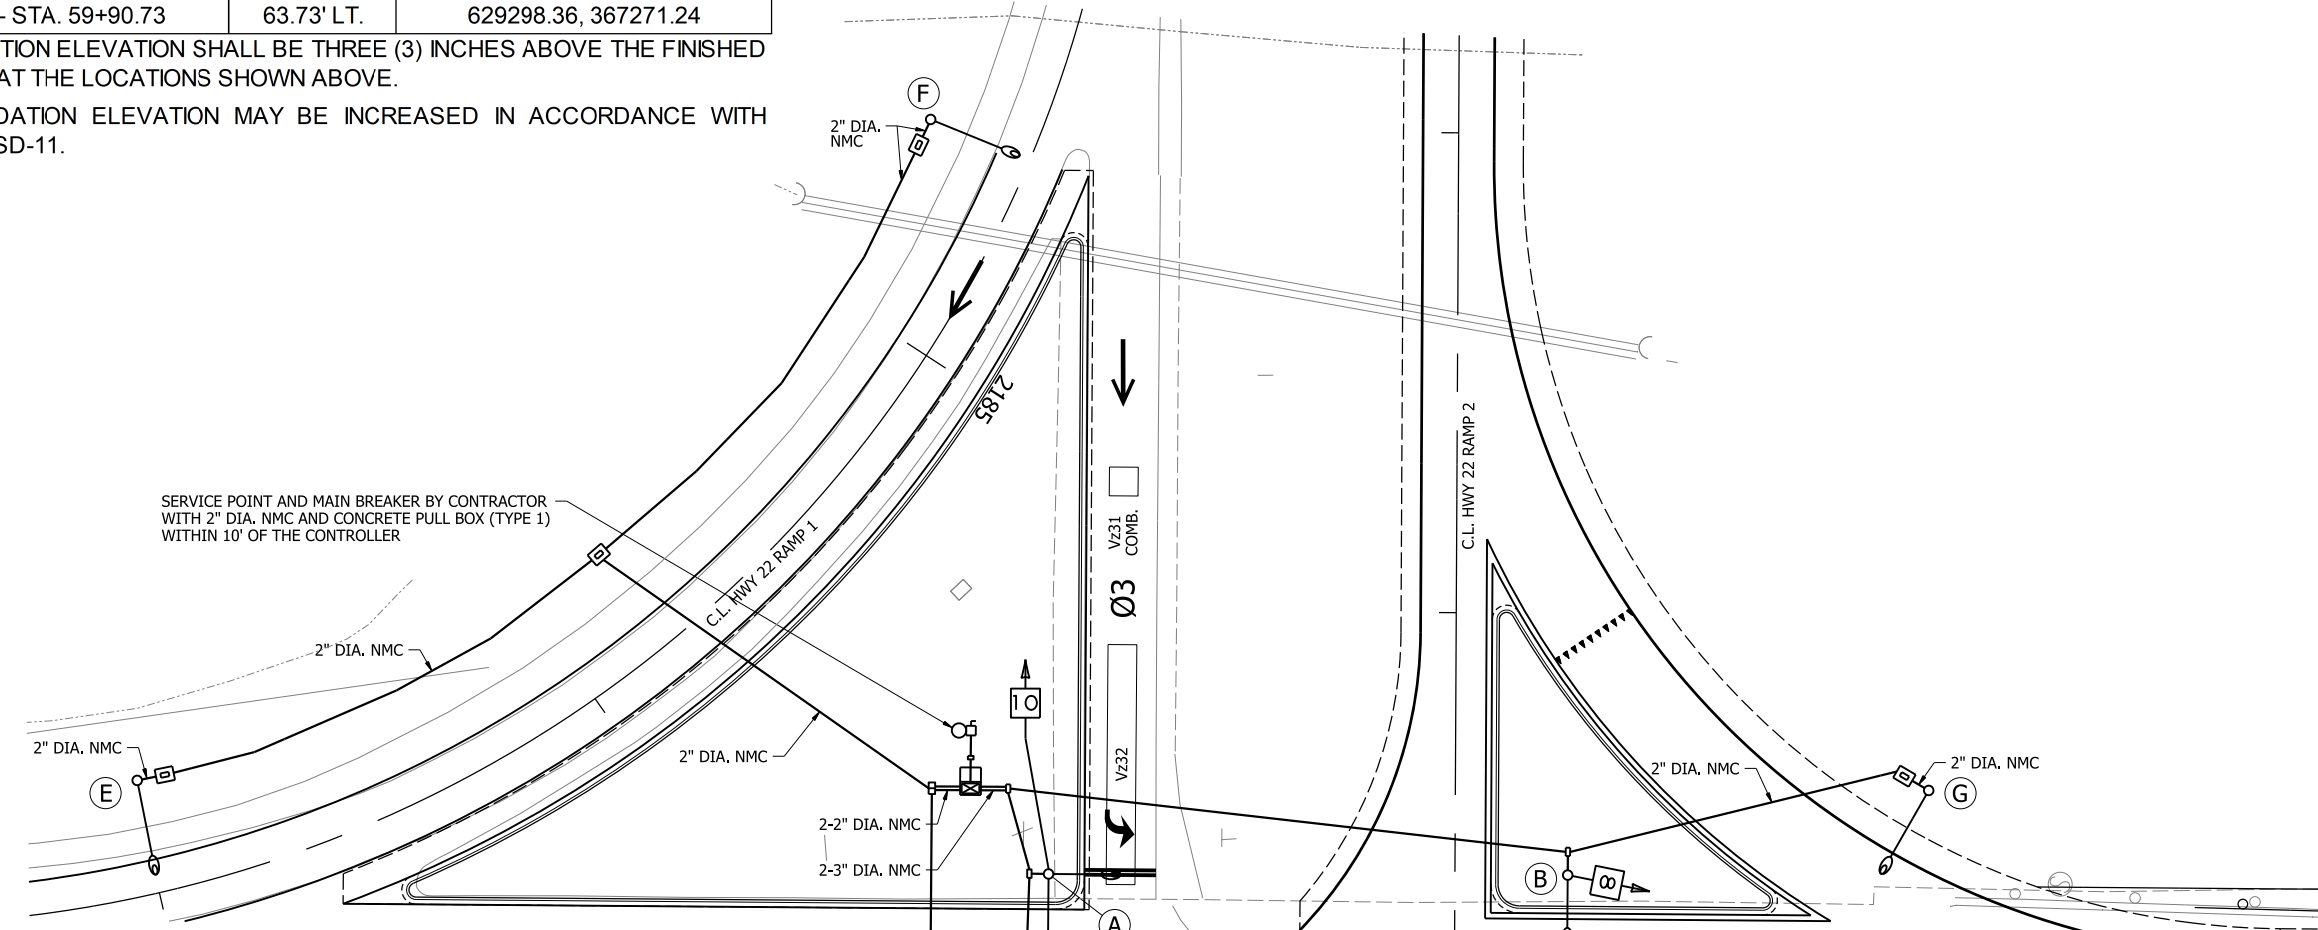 - STA. 59+90.73 63.73' LT. 629298.36, 367271.24
TION ELEVATION SHALL BE THREE (3) INCHES ABOVE THE FINISHED
AT THE LOCATIONS SHOWN ABOVE.
DATION ELEVATION MAY BE INCREASED IN ACCORDANCE WITH
SD-11.
F
2" DIA.
NMC
2185
SERVICE POINT AND MAIN BREAKER BY CONTRACTOR
WITH 2" DIA. NMC AND CONCRETE PULL BOX (TYPE 1)
WITHIN 10' OF THE CONTROLLER
C.L. HWY 22 RAMP 1
C.L. HWY 22 RAMP 2
Vz31
COMB.
Ø3
2" DIA. NMC
10
2" DIA. NMC
E
2" DIA. NMC
Vz32
2" DIA. NMC
2" DIA. NMC
G
2-2" DIA. NMC
2-3" DIA. NMC
B
8
A